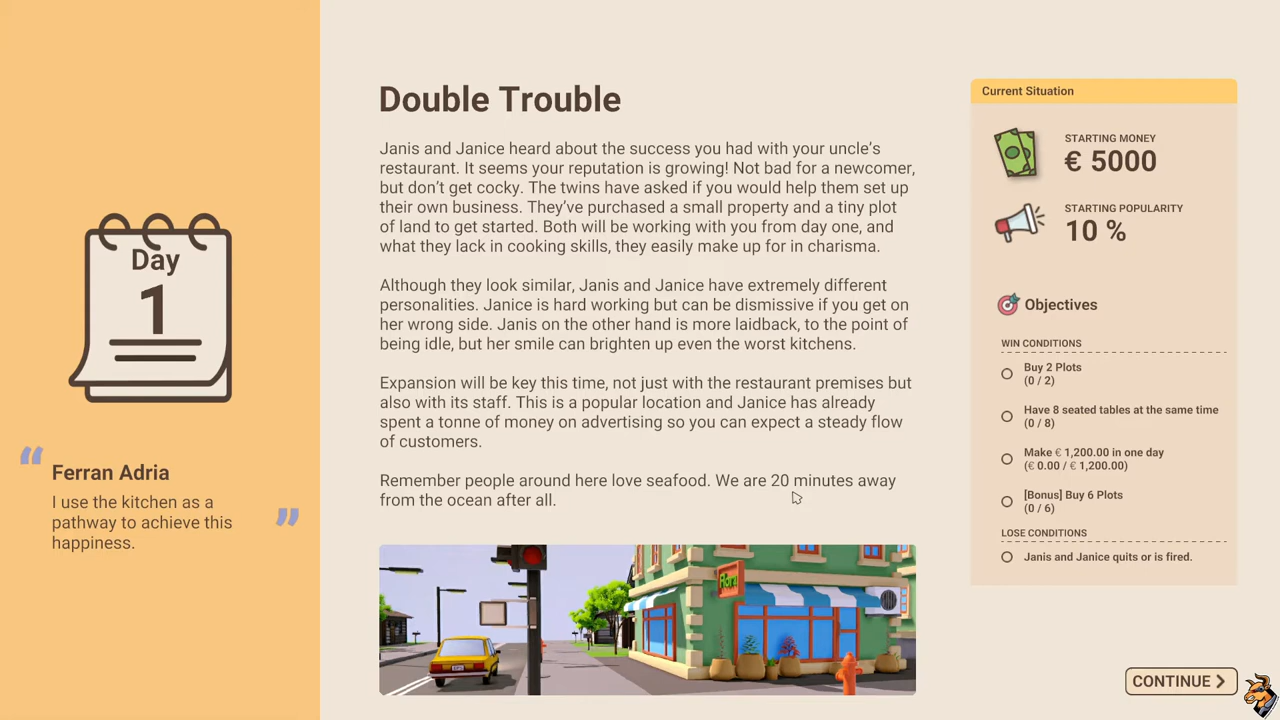 Day
1
“
Ferran Adria
I use the kitchen as a
pathway to achieve this
happiness.
”
Double Trouble
Janis and Janice heard about the success you had with your uncle’s
restaurant. It seems your reputation is growing! Not bad for a newcomer,
but don’t get cocky. The twins have asked if you would help them set up
their own business. They’ve purchased a small property and a tiny plot
of land to get started. Both will be working with you from day one, and
what they lack in cooking skills, they easily make up for in charisma.
Although they look similar, Janis and Janice have extremely different
personalities. Janice is hard working but can be dismissive if you get on
her wrong side. Janis on the other hand is more laidback, to the point of
being idle, but her smile can brighten up even the worst kitchens.
Expansion will be key this time, not just with the restaurant premises but
also with its staff. This is a popular location and Janice has already
spent a tonne of money on advertising so you can expect a steady flow
of customers.
Remember people around here love seafood. We are 20 minutes away
from the ocean after all.
Current Situation
STARTING MONEY
€ 5000
STARTING POPULARITY
10 %
Objectives
WIN CONDITIONS
Buy 2 Plots
(0 / 2)
Have 8 seated tables at the same time
(0 / 8)
Make € 1,200.00 in one day
(€ 0.00 / € 1,200.00)
[Bonus] Buy 6 Plots
(0 / 6)
LOSE CONDITIONS
Janis and Janice quits or is fired.
CONTINUE